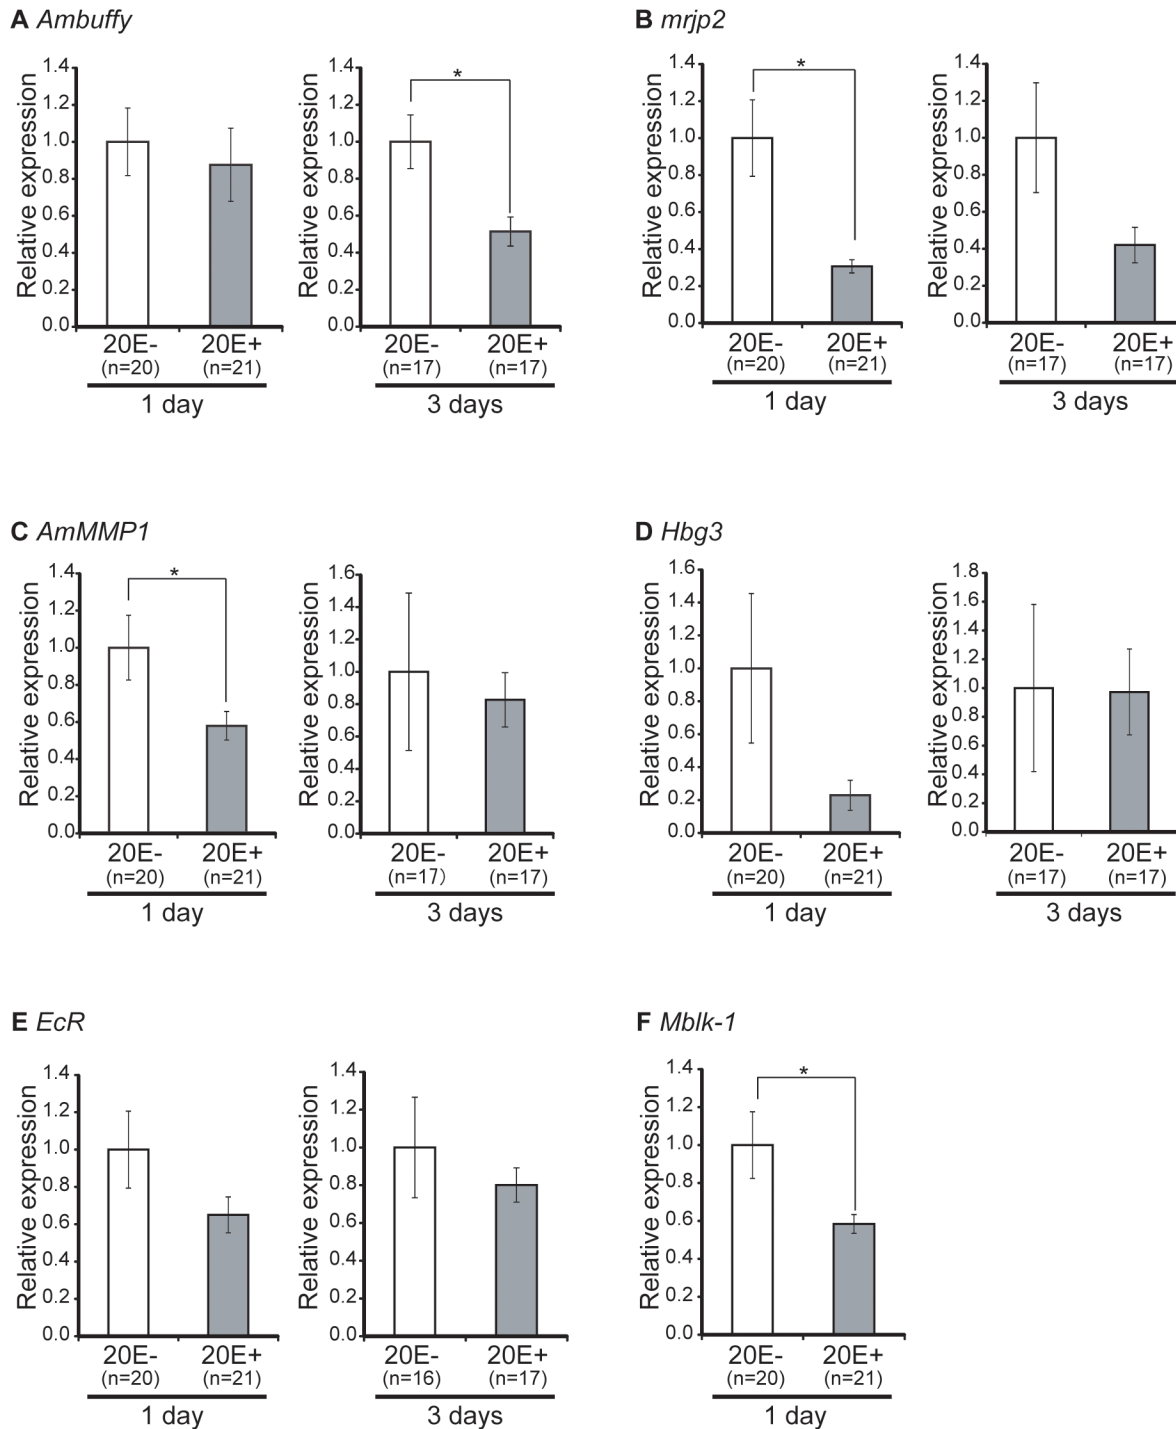 A Ambuffy
Relative expression
1.4
1.2
1.0
0.8
0.6
0.4
0.2
0.0
*
20E- 20E+
(n=20) (n=21)
1 day
Relative expression
1.4
1.2
1.0
0.8
0.6
0.4
0.2
0.0
*
20E- 20E+
(n=17) (n=17)
3 days
B mrjp2
Relative expression
1.4
1.2
1.0
0.8
0.6
0.4
0.2
0.0
*
20E- 20E+
(n=20) (n=21)
1 day
Relative expression
1.4
1.2
1.0
0.8
0.6
0.4
0.2
0.0
20E- 20E+
(n=17) (n=17)
3 days
C AmMMP1
Relative expression
1.4
1.2
1.0
0.8
0.6
0.4
0.2
0.0
*
20E- 20E+
(n=20) (n=21)
1 day
Relative expression
1.6
1.4
1.2
1.0
0.8
0.6
0.4
0.2
0.0
20E- 20E+
(n=17) (n=17)
3 days
D Hbg3
Relative expression
1.6
1.4
1.2
1.0
0.8
0.6
0.4
0.2
0.0
20E- 20E+
(n=20) (n=21)
1 day
Relative expression
1.8
1.6
1.4
1.2
1.0
0.8
0.6
0.4
0.2
0.0
20E- 20E+
(n=17) (n=17)
3 days
E EcR
Relative expression
1.4
1.2
1.0
0.8
0.6
0.4
0.2
0.0
20E- 20E+
(n=20) (n=21)
1 day
Relative expression
1.4
1.2
1.0
0.8
0.6
0.4
0.2
0.0
20E- 20E+
(n=16) (n=17)
3 days
F Mblk-1
Relative expression
1.4
1.2
1.0
0.8
0.6
0.4
0.2
0.0
*
20E- 20E+
(n=20) (n=21)
1 day